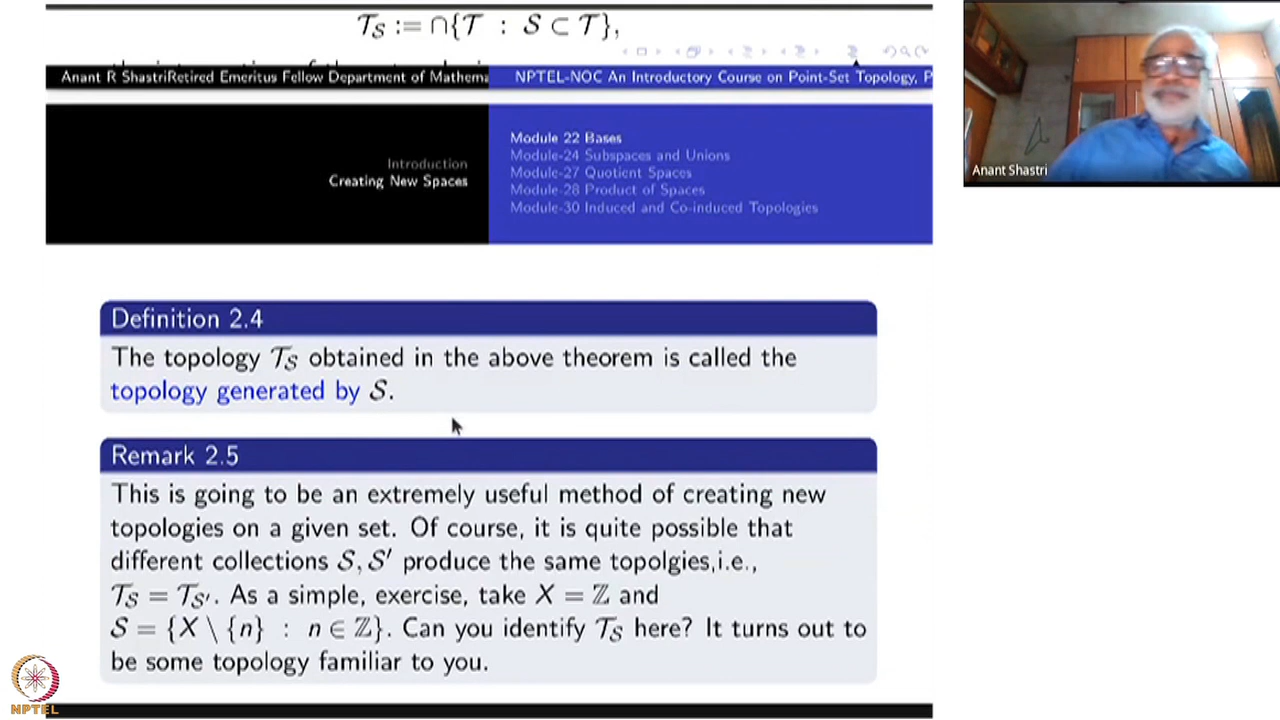 𝒯_𝒮 := ∩{𝒯 : 𝒮 ⊂ 𝒯},
Anant R ShastriRetired Emeritus Fellow Department of Mathema
NPTEL-NOC An Introductory Course on Point-Set Topology, P
Introduction
Creating New Spaces
Module 22 Bases
Module-24 Subspaces and Unions
Module-27 Quotient Spaces
Module-28 Product of Spaces
Module-30 Induced and Co-induced Topologies
Anant Shastri
Definition 2.4
The topology 𝒯_𝒮 obtained in the above theorem is called the
topology generated by 𝒮.
Remark 2.5
This is going to be an extremely useful method of creating new
topologies on a given set. Of course, it is quite possible that
different collections 𝒮, 𝒮′ produce the same topolgies,i.e.,
𝒯_𝒮 = 𝒯_𝒮′. As a simple, exercise, take X = ℤ and
𝒮 = {X \ {n} : n ∈ ℤ}. Can you identify 𝒯_𝒮 here? It turns out to
be some topology familiar to you.
NPTEL